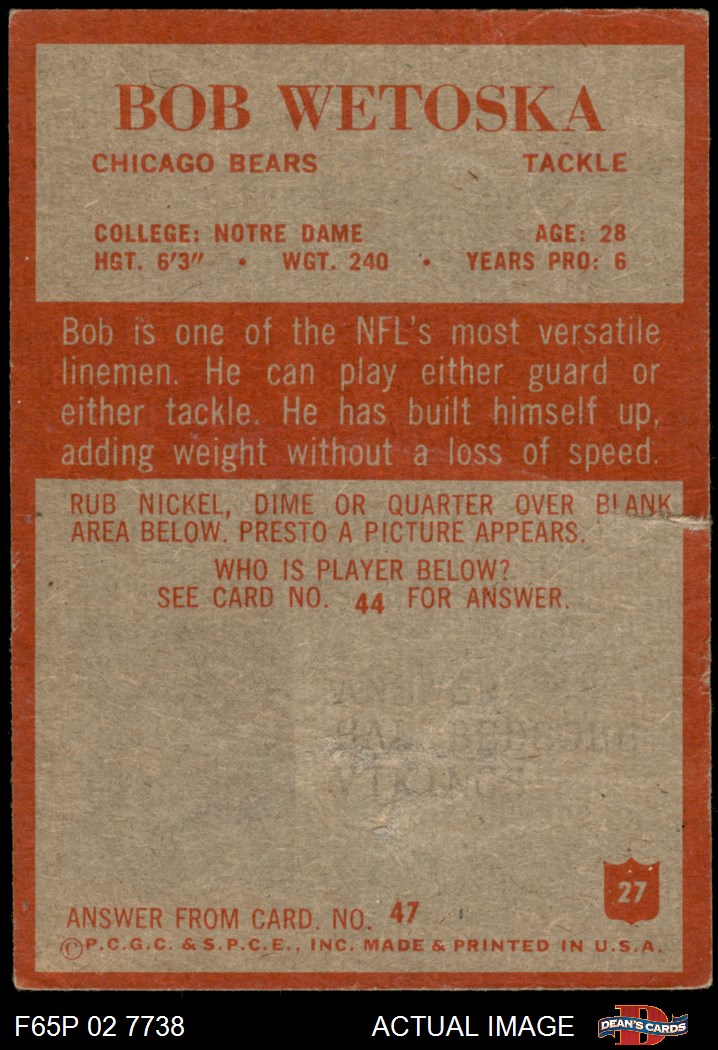 BOB WETOSKA
CHICAGO BEARS TACKLE
COLLEGE: NOTRE DAME AGE: 28
HGT. 6'3" • WGT. 240 • YEARS PRO: 6
Bob is one of the NFL's most versatile
linemen. He can play either guard or
either tackle. He has built himself up,
adding weight without a loss of speed.
RUB NICKEL, DIME OR QUARTER OVER BLANK
AREA BELOW. PRESTO A PICTURE APPEARS.
WHO IS PLAYER BELOW?
SEE CARD NO. 44 FOR ANSWER.
HAL
VIKINGS
27
ANSWER FROM CARD. NO. 47
©P.C.G.C. & S.P.C.E., INC. MADE & PRINTED IN U.S.A.
F65P 02 7738 ACTUAL IMAGE
D
DEAN'S CARDS